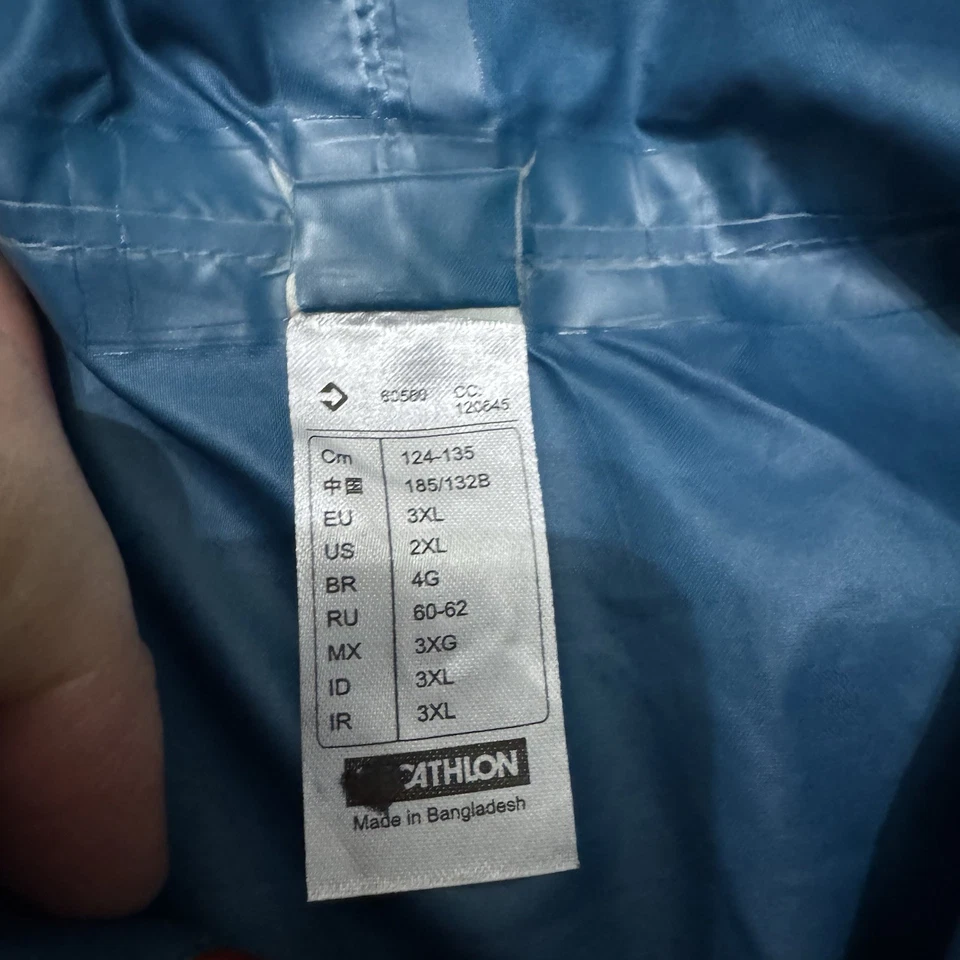 60580 CC:
120645
Cm 124-135
中国 185/132B
EU 3XL
US 2XL
BR 4G
RU 60-62
MX 3XG
ID 3XL
IR 3XL
CATHLON
Made in Bangladesh